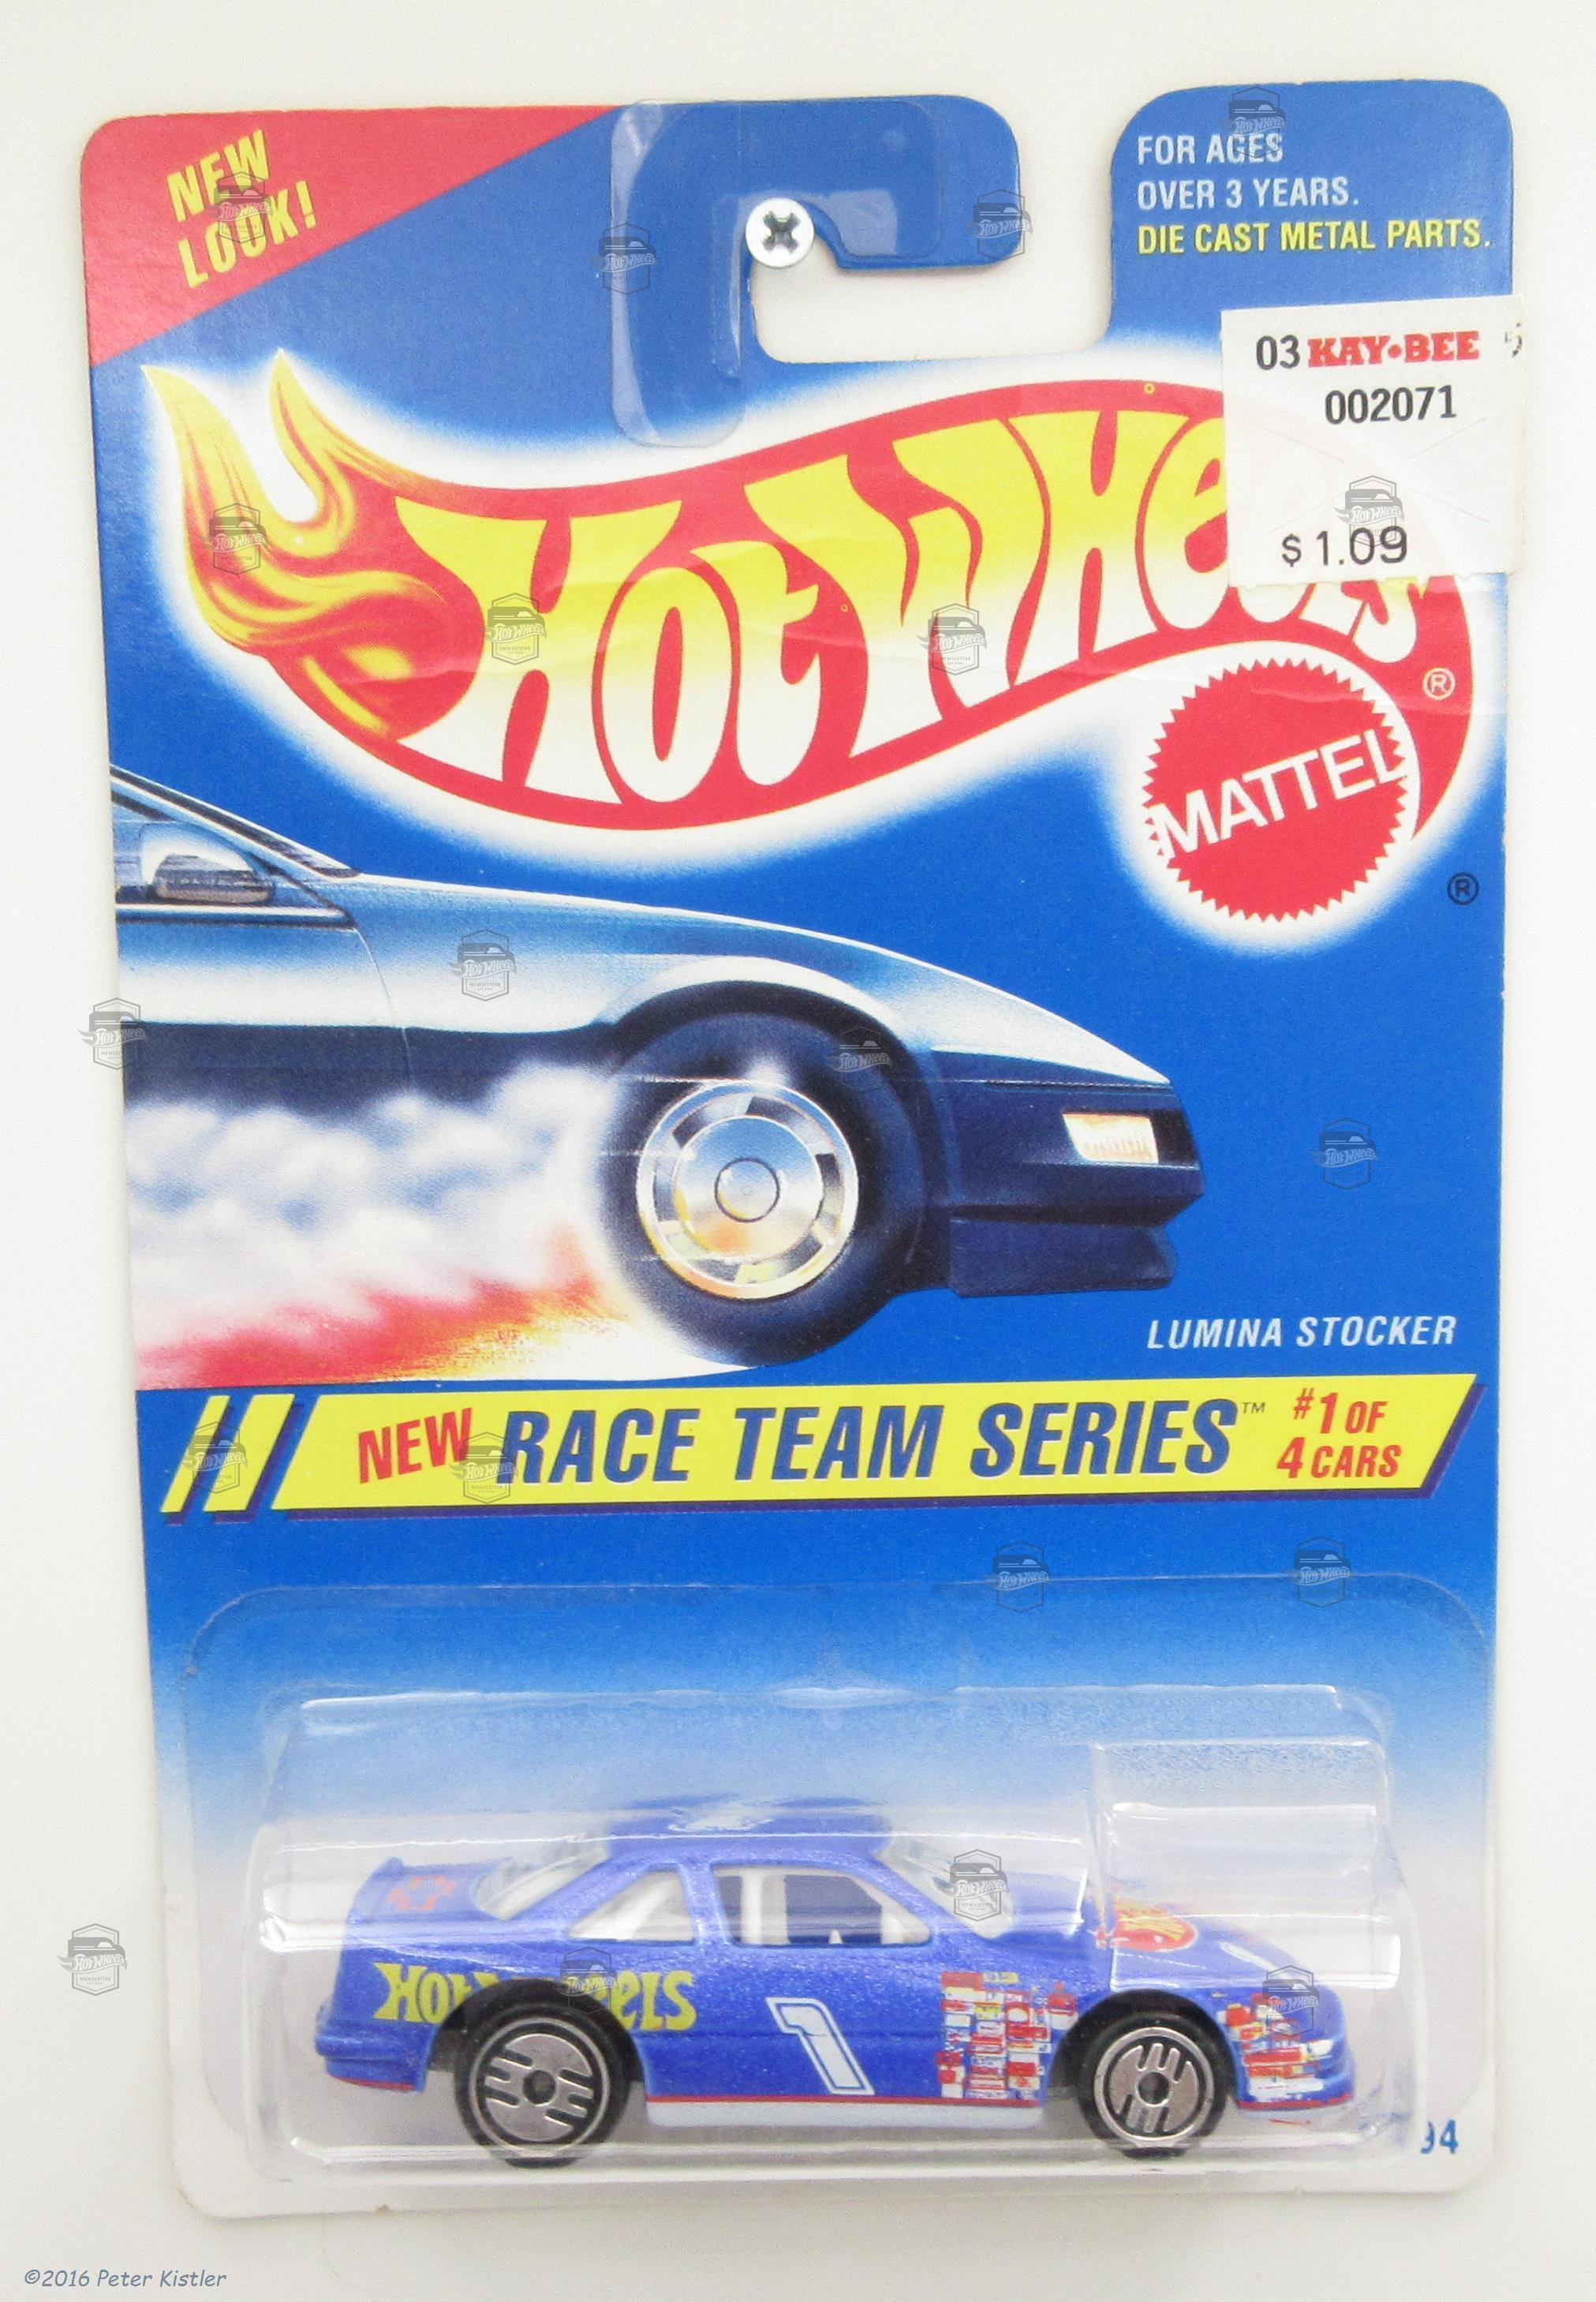 NEW
LOOK!
FOR AGES
OVER 3 YEARS.
DIE CAST METAL PARTS.
03 KAY•BEE
002071
$1.09
HOT WHEELS
®
MATTEL
®
LUMINA STOCKER
NEW RACE TEAM SERIES™ #1 OF
4 CARS
HOT WHEELS
1
94
©2016 Peter Kistler